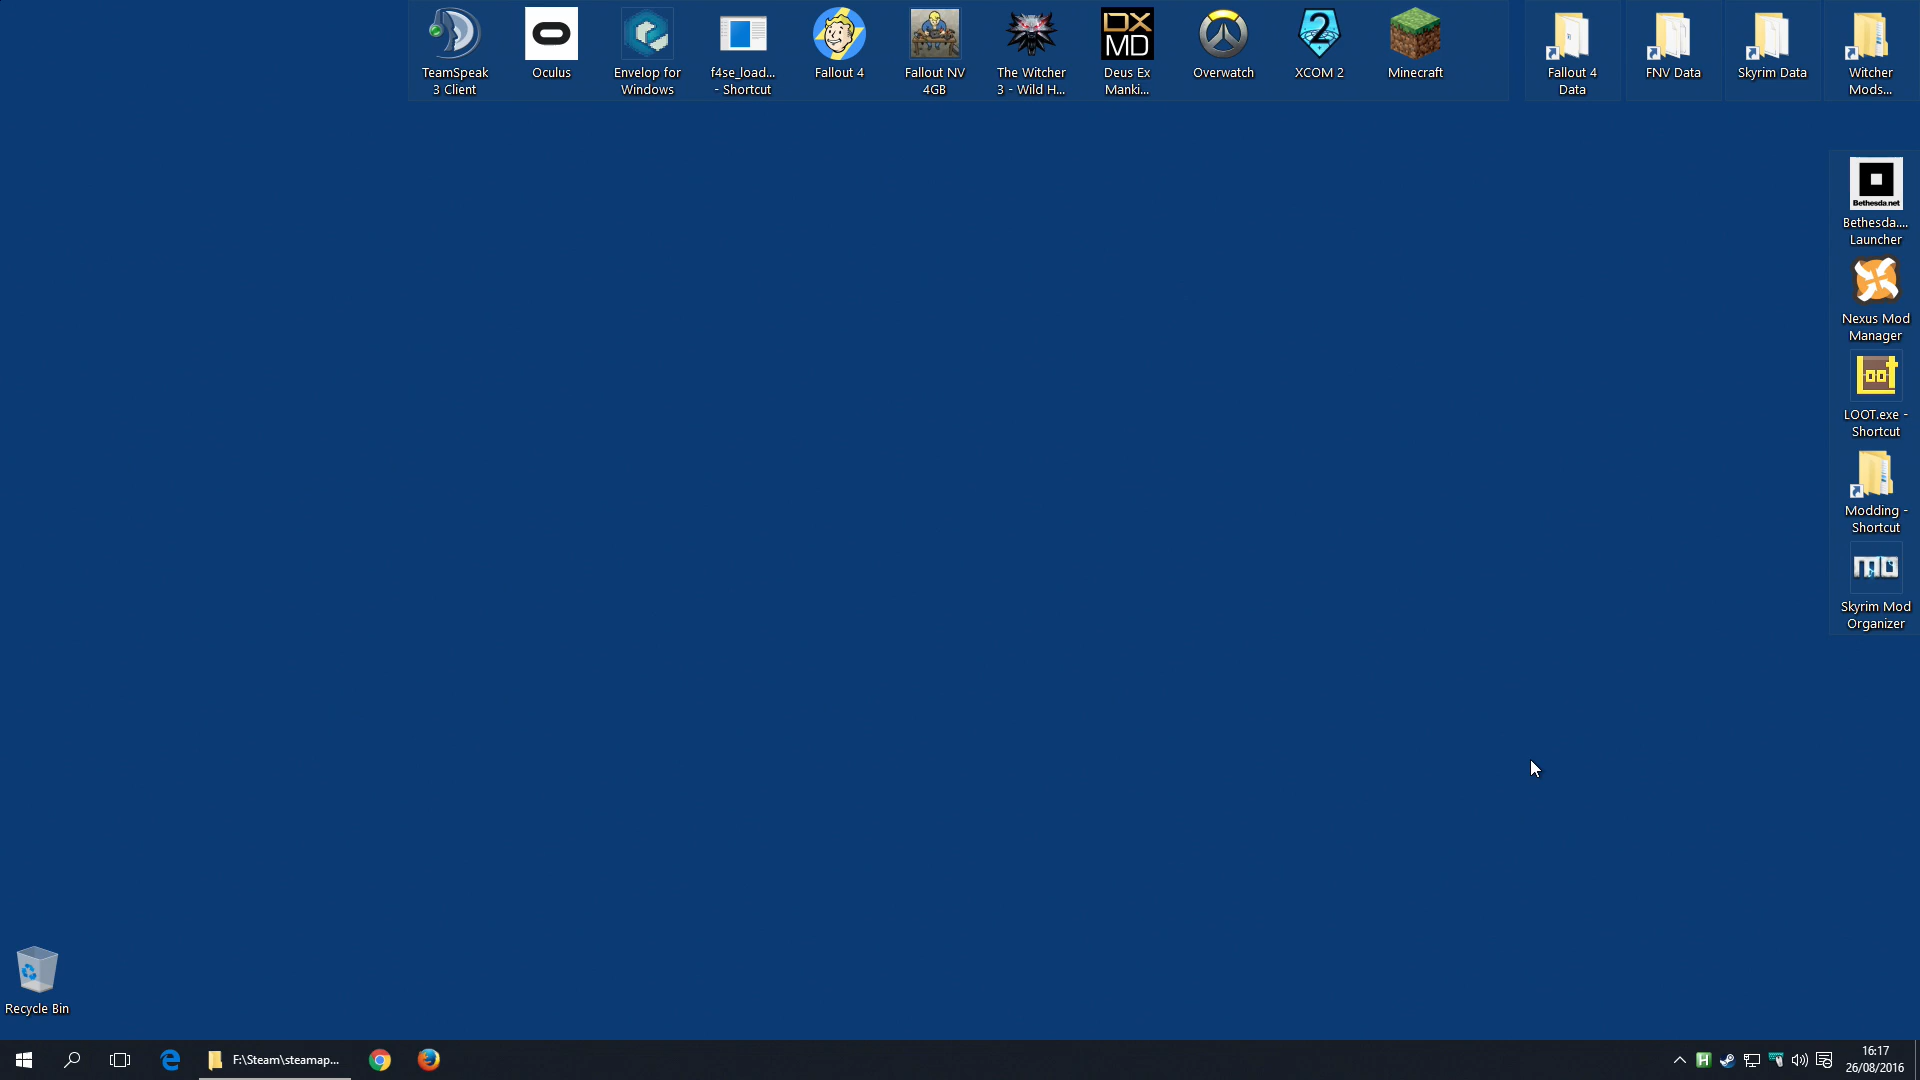 TeamSpeak
3 Client
Oculus
Envelop for
Windows
f4se_load...
- Shortcut
Fallout 4
Fallout NV
4GB
The Witcher
3 - Wild H...
DX
MD
Deus Ex
Manki...
Overwatch
2
XCOM 2
Minecraft
Fallout 4
Data
FNV Data
Skyrim Data
Witcher
Mods...
Bethesda.net
Bethesda....
Launcher
Nexus Mod
Manager
loot
LOOT.exe -
Shortcut
Modding -
Shortcut
mo
Skyrim Mod
Organizer
Recycle Bin
F:\Steam\steamap...
H
16:17
26/08/2016